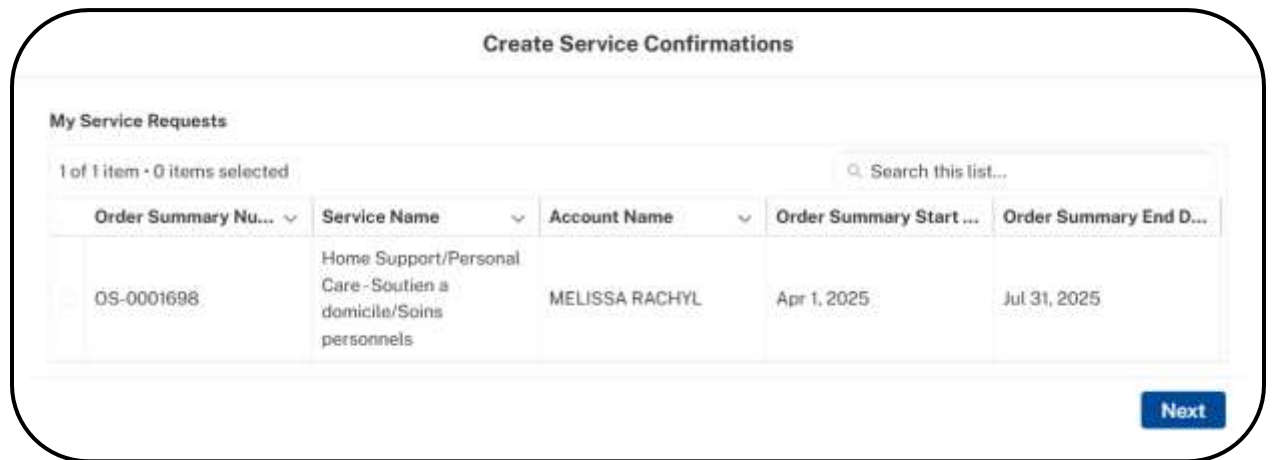 Create Service Confirmations
My Service Requests
1 of 1 item • 0 items selected
Search this list...
Order Summary Nu... Service Name Account Name Order Summary Start ... Order Summary End D...
Home Support/Personal
Care - Soutien a
OS-0001698 MELISSA RACHYL Apr 1, 2025 Jul 31, 2025
domicile/Soins
personnels
Next